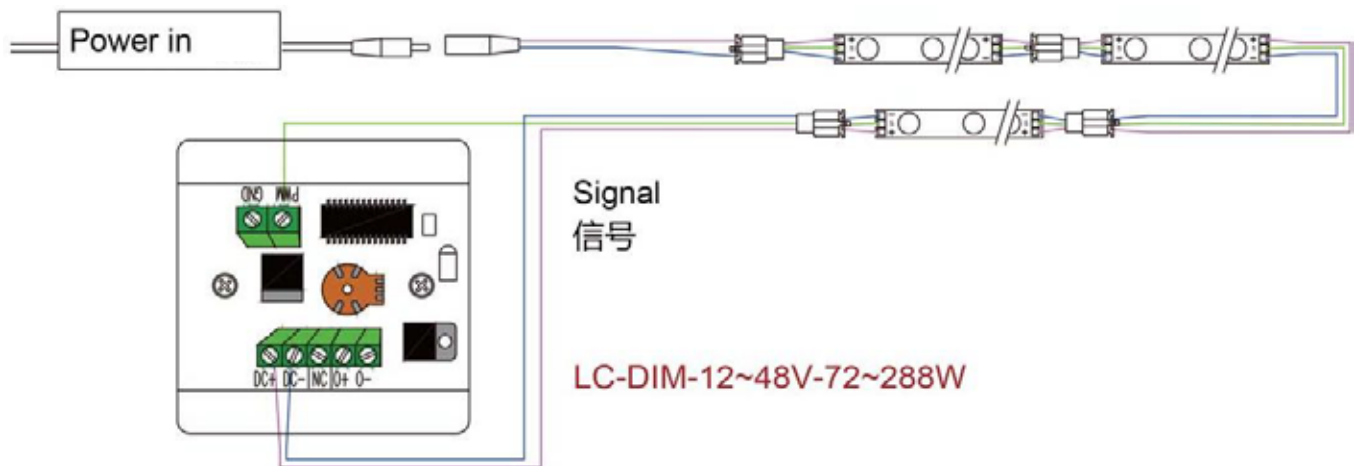 Power in
GND PWM
Signal
信号
DC+ DC- NC O+ O-
LC-DIM-12~48V-72~288W